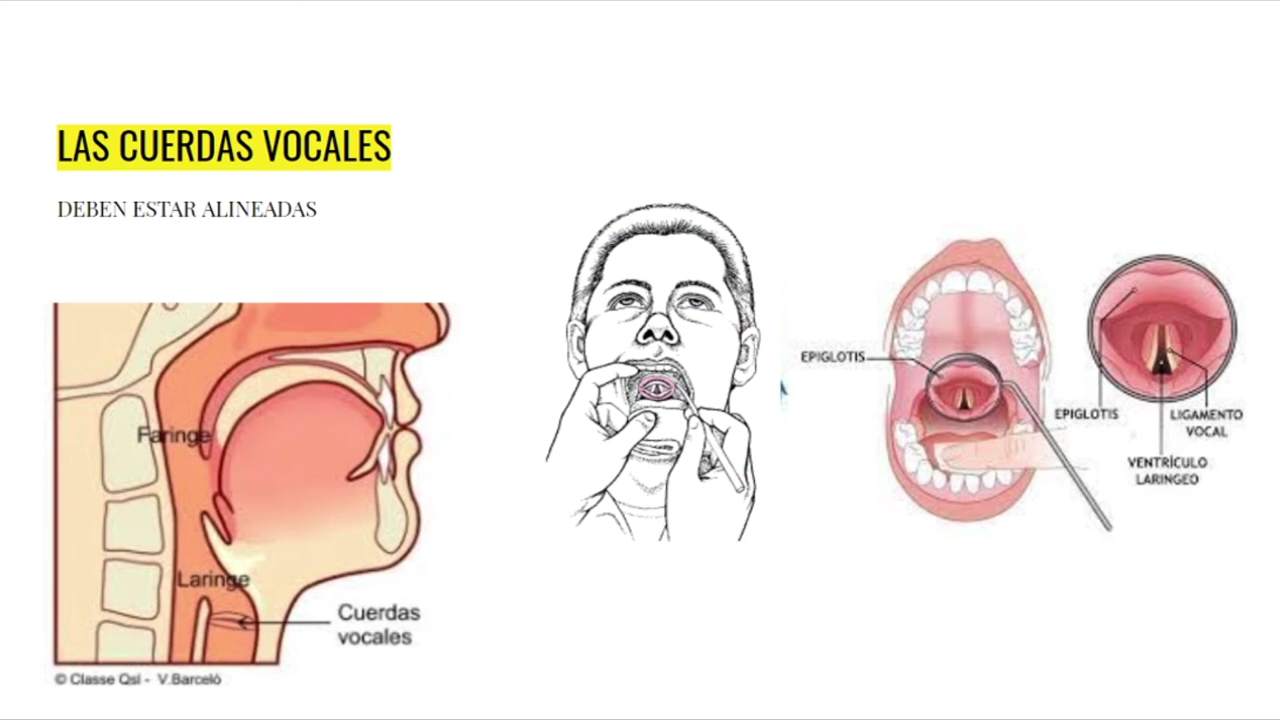 LAS CUERDAS VOCALES
DEBEN ESTAR ALINEADAS
Faringe
Laringe
Cuerdas
vocales
© Classe Qsl - V.Barceló
EPIGLOTIS
EPIGLOTIS
LIGAMENTO
VOCAL
VENTRÍCULO
LARINGEO